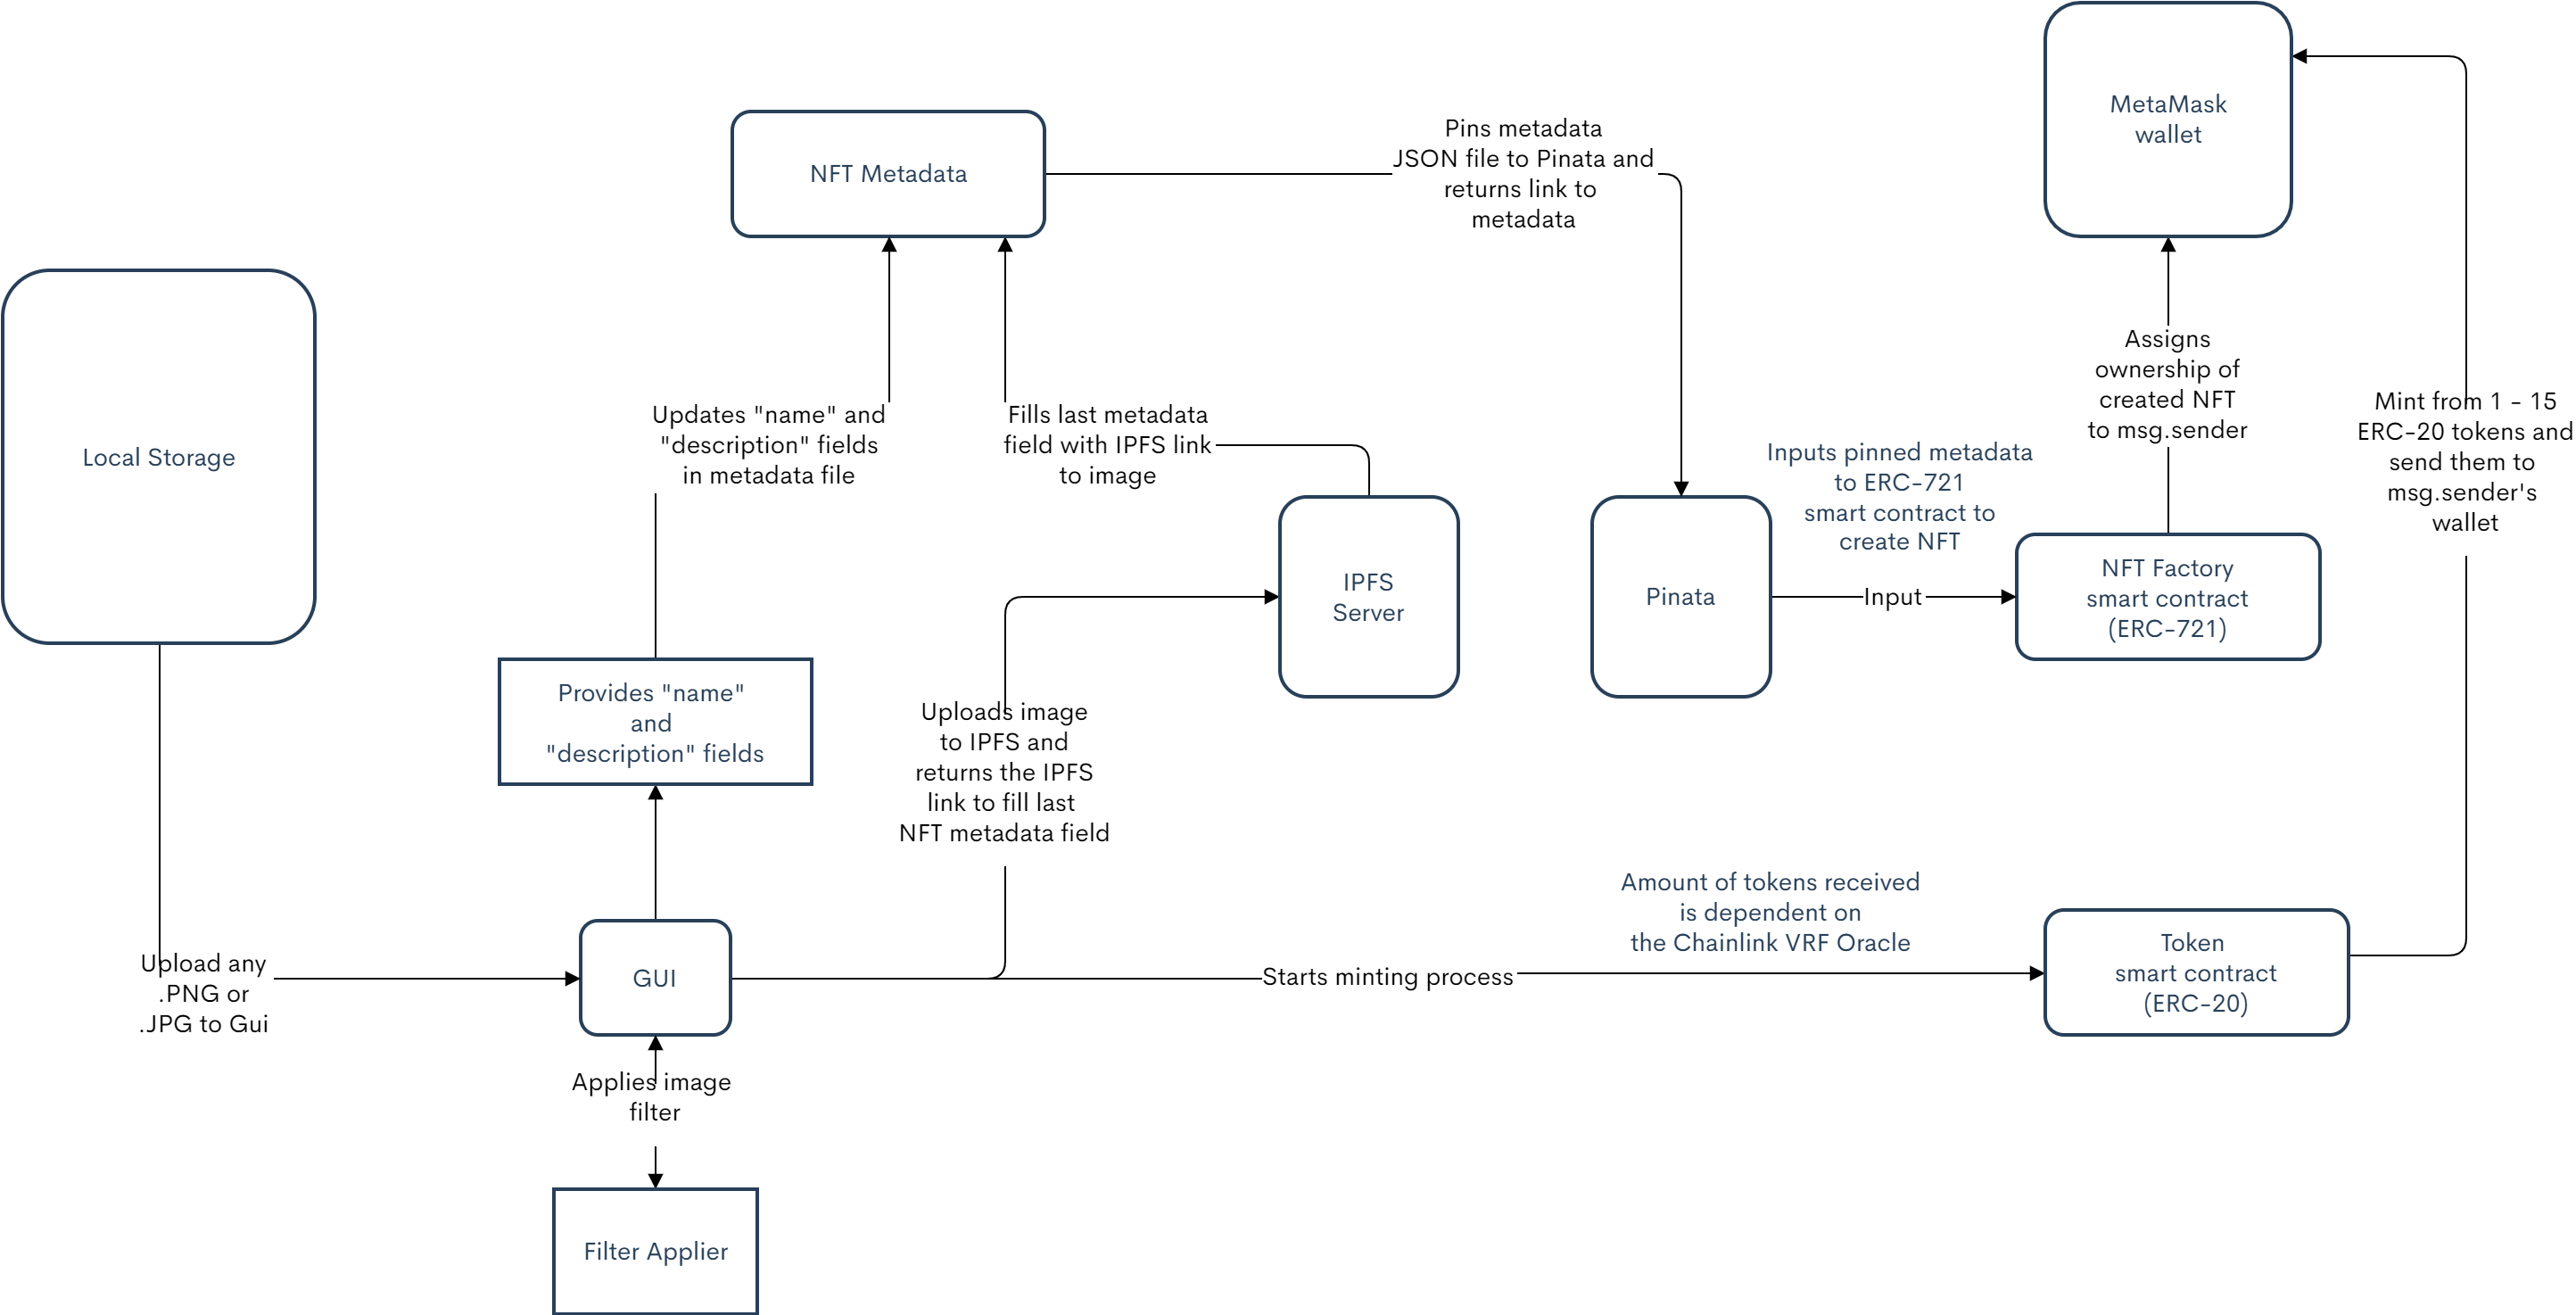 MetaMask
wallet
NFT Metadata
Pins metadata
JSON file to Pinata and
returns link to
metadata
Local Storage
Updates "name" and
"description" fields
in metadata file
Fills last metadata
field with IPFS link
to image
Assigns
ownership of
created NFT
to msg.sender
Mint from 1 - 15
ERC-20 tokens and
send them to
msg.sender's
wallet
Inputs pinned metadata
to ERC-721
smart contract to
create NFT
IPFS
Server
Pinata
Input
NFT Factory
smart contract
(ERC-721)
Provides "name"
and
"description" fields
Uploads image
to IPFS and
returns the IPFS
link to fill last
NFT metadata field
Amount of tokens received
is dependent on
the Chainlink VRF Oracle
Upload any
.PNG or
.JPG to Gui
GUI
Starts minting process
Token
smart contract
(ERC-20)
Applies image
filter
Filter Applier